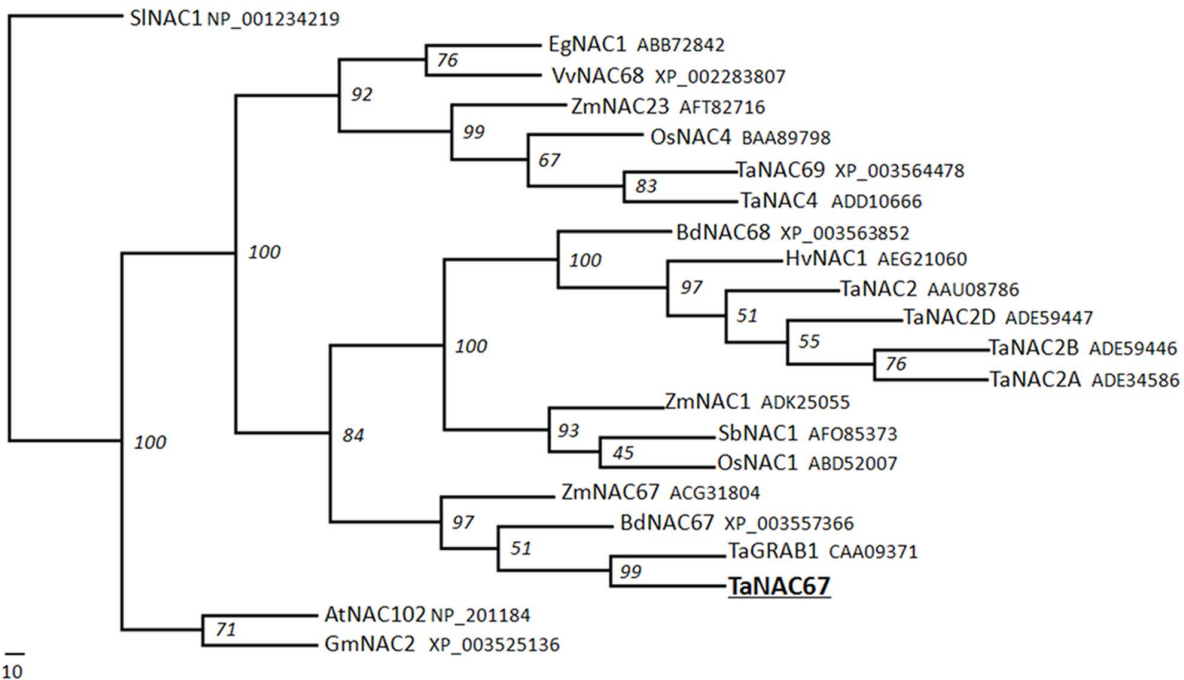 SlNAC1 NP_001234219
EgNAC1 ABB72842
76
VvNAC68 XP_002283807
92
ZmNAC23 AFT82716
99
OsNAC4 BAA89798
67
TaNAC69 XP_003564478
83
TaNAC4 ADD10666
BdNAC68 XP_003563852
100
100
HvNAC1 AEG21060
97
TaNAC2 AAU08786
51
TaNAC2D ADE59447
55
100
TaNAC2B ADE59446
76
TaNAC2A ADE34586
ZmNAC1 ADK25055
93
SbNAC1 AFO85373
100
84
45
OsNAC1 ABD52007
ZmNAC67 ACG31804
97
BdNAC67 XP_003557366
51
TaGRAB1 CAA09371
99
TaNAC67
AtNAC102 NP_201184
71
GmNAC2 XP_003525136
10